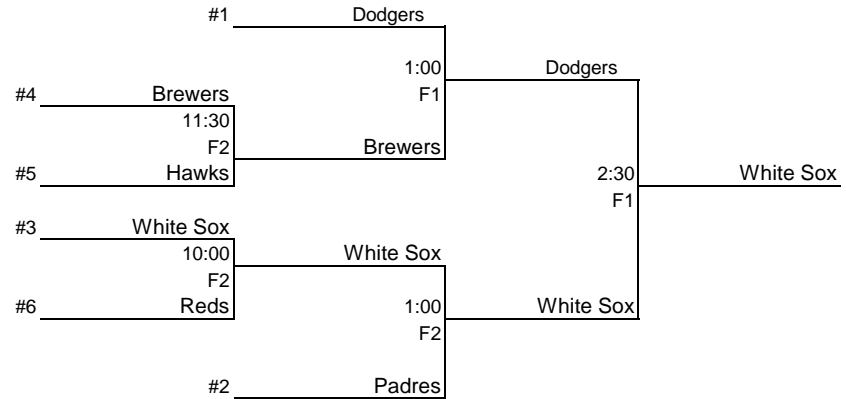 #1 Dodgers
1:00 Dodgers
F1
#4 Brewers
11:30
F2 Brewers
#5 Hawks
2:30 White Sox
F1
#3 White Sox
10:00 White Sox
F2
#6 Reds
1:00 White Sox
F2
#2 Padres